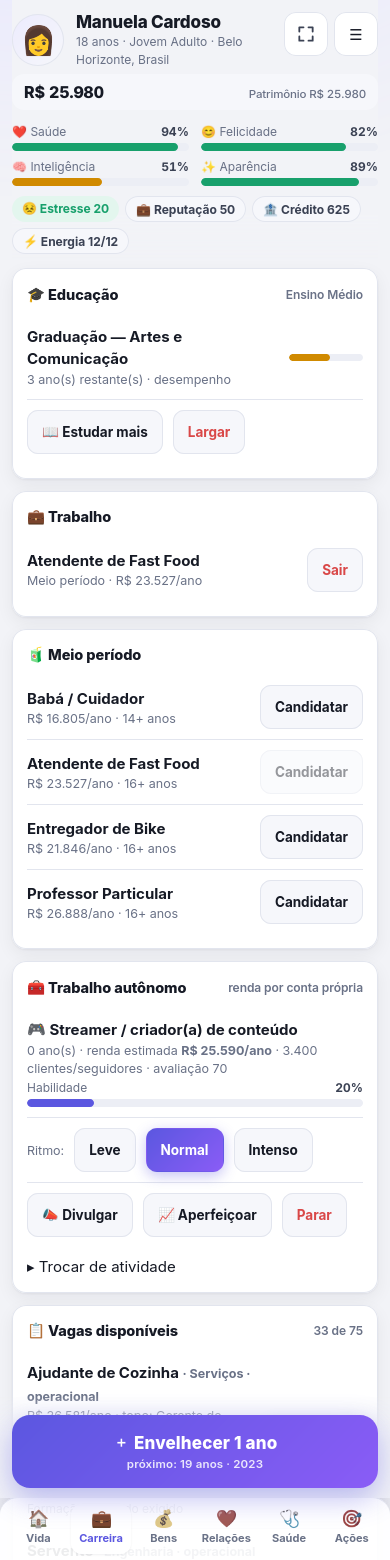 Manuela Cardoso
18 anos · Jovem Adulto · Belo
Horizonte, Brasil
R$ 25.980
Patrimônio R$ 25.980
❤️ Saúde 94%
😊 Felicidade 82%
🧠 Inteligência 51%
✨ Aparência 89%
😣 Estresse 20
💼 Reputação 50
🏦 Crédito 625
⚡ Energia 12/12
🎓 Educação
Ensino Médio
Graduação — Artes e
Comunicação
3 ano(s) restante(s) · desempenho
📖 Estudar mais
Largar
💼 Trabalho
Atendente de Fast Food
Meio período · R$ 23.527/ano
Sair
🧃 Meio período
Babá / Cuidador
R$ 16.805/ano · 14+ anos
Candidatar
Atendente de Fast Food
R$ 23.527/ano · 16+ anos
Candidatar
Entregador de Bike
R$ 21.846/ano · 16+ anos
Candidatar
Professor Particular
R$ 26.888/ano · 16+ anos
Candidatar
🧰 Trabalho autônomo
renda por conta própria
🎮 Streamer / criador(a) de conteúdo
0 ano(s) · renda estimada R$ 25.590/ano · 3.400
clientes/seguidores · avaliação 70
Habilidade 20%
Ritmo: Leve Normal Intenso
📣 Divulgar
📈 Aperfeiçoar
Parar
▸ Trocar de atividade
📋 Vagas disponíveis
33 de 75
Ajudante de Cozinha · Serviços ·
operacional
+ Envelhecer 1 ano
próximo: 19 anos · 2023
Vida
Carreira
Bens
Relações
Saúde
Ações